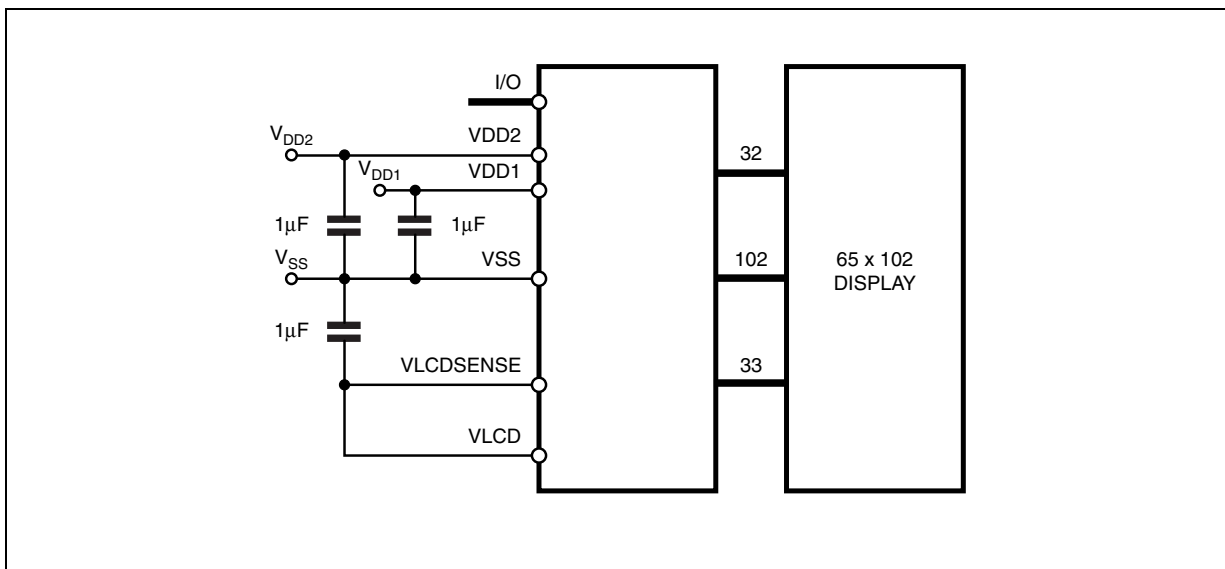 I/O
VDD2
VDD2
32
VDD1
VDD1
1μF
1μF
VSS
VSS
102
65 x 102
DISPLAY
1μF
VLCDSENSE
33
VLCD